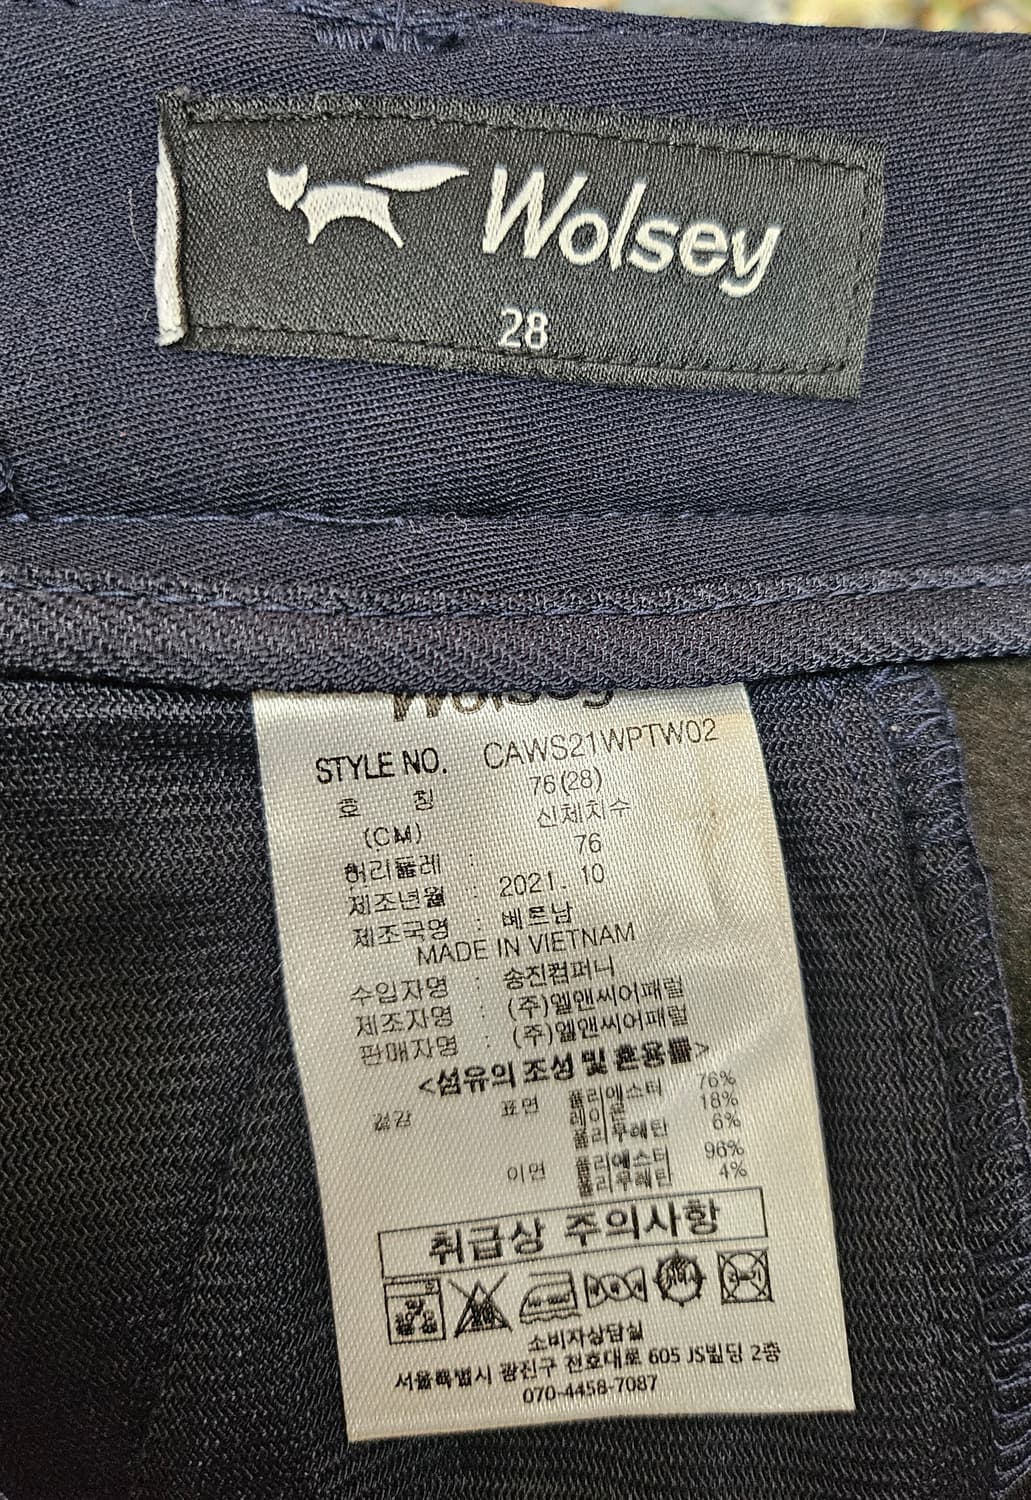 Wolsey
28
Wolsey
STYLE NO. CAWS21WPTW02
호 칭 76(28)
(CM) 신체치수
허리둘레 : 76
제조년월 : 2021. 10
제조국명 : 베트남
MADE IN VIETNAM
수입자명 : 송진컴퍼니
제조자명 : (주)엘앤씨어패럴
판매자명 : (주)엘앤씨어패럴
<섬유의 조성 및 혼용률>
겉감 표면 폴리에스터 76%
레이온 18%
폴리우레탄 6%
이면 폴리에스터 96%
폴리우레탄 4%
취급상 주의사항
소비자상담실
서울특별시 광진구 천호대로 605 JS빌딩 2층
070-4458-7087